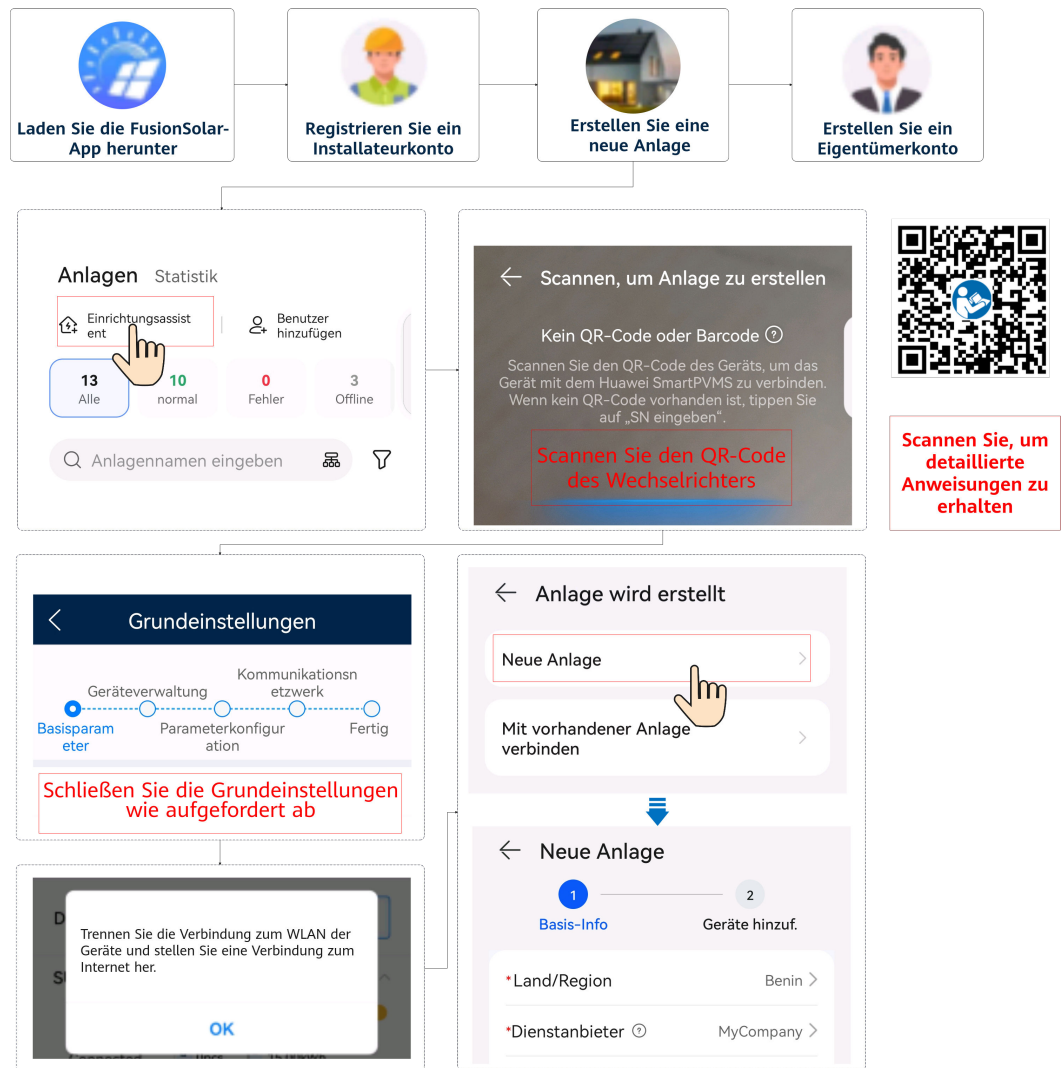 Laden Sie die FusionSolar-
App herunter
Registrieren Sie ein
Installateurkonto
Erstellen Sie eine
neue Anlage
Erstellen Sie ein
Eigentümerkonto
Anlagen Statistik
Einrichtungsassist
ent
Benutzer
hinzufügen
13
Alle
10
normal
0
Fehler
3
Offline
Anlagennamen eingeben
Scannen, um Anlage zu erstellen
Kein QR-Code oder Barcode ?
Scannen Sie den QR-Code des Geräts, um das
Gerät mit dem Huawei SmartPVMS zu verbinden.
Wenn kein QR-Code vorhanden ist, tippen Sie
auf „SN eingeben“.
Scannen Sie den QR-Code
des Wechselrichters
Scannen Sie, um
detaillierte
Anweisungen zu
erhalten
Grundeinstellungen
Kommunikationsn
etzwerk
Geräteverwaltung
Basisparam
eter
Parameterkonfigur
ation
Fertig
Schließen Sie die Grundeinstellungen
wie aufgefordert ab
Trennen Sie die Verbindung zum WLAN der
Geräte und stellen Sie eine Verbindung zum
Internet her.
OK
Anlage wird erstellt
Neue Anlage
Mit vorhandener Anlage
verbinden
Neue Anlage
1
Basis-Info
2
Geräte hinzuf.
*Land/Region Benin
*Dienstanbieter ? MyCompany